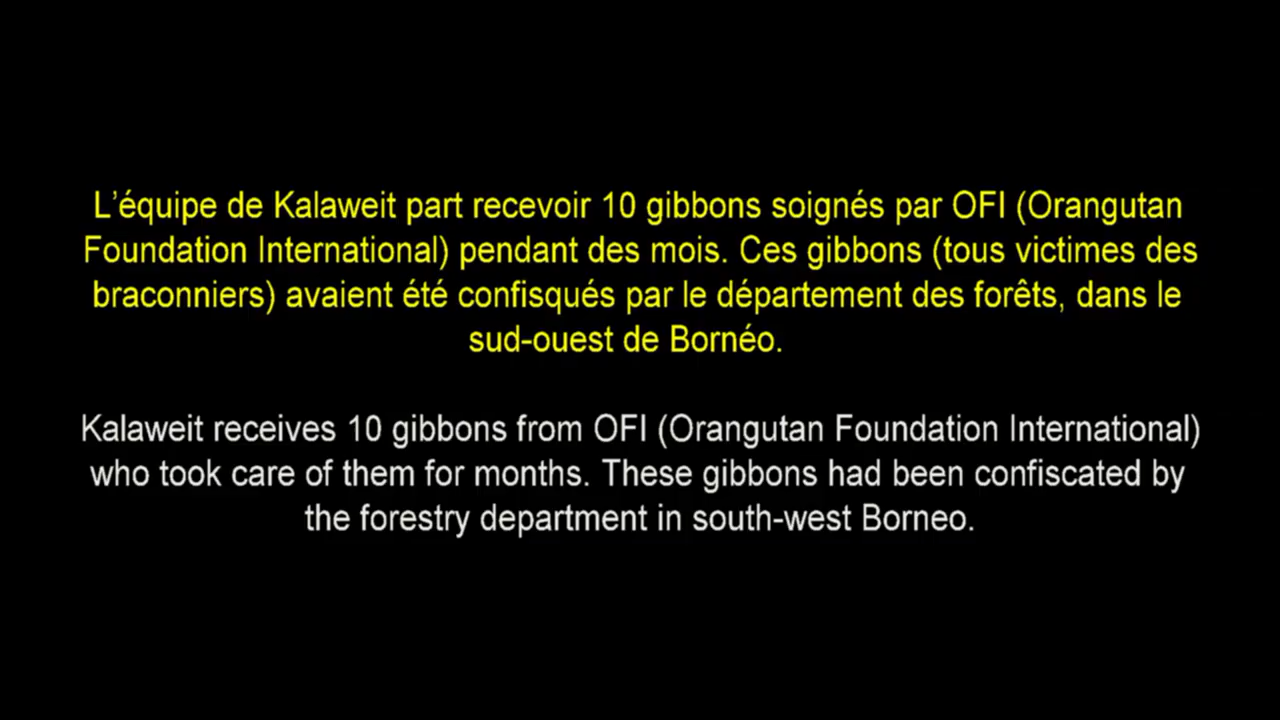 L’équipe de Kalaweit part recevoir 10 gibbons soignés par OFI (Orangutan
Foundation International) pendant des mois. Ces gibbons (tous victimes des
braconniers) avaient été confisqués par le département des forêts, dans le
sud-ouest de Bornéo.
Kalaweit receives 10 gibbons from OFI (Orangutan Foundation International)
who took care of them for months. These gibbons had been confiscated by
the forestry department in south-west Borneo.